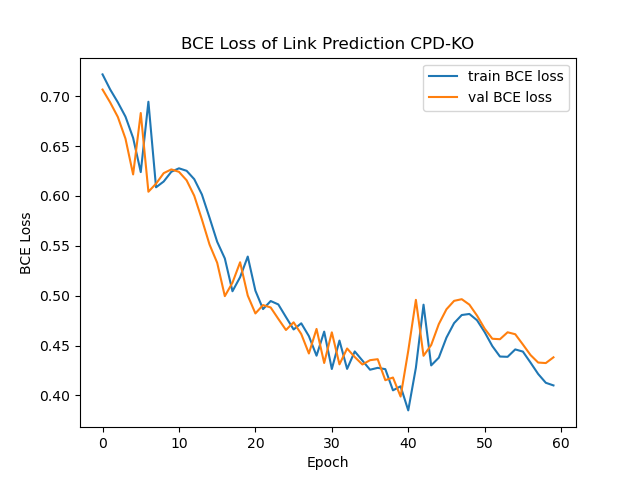 BCE Loss of Link Prediction CPD-KO
train BCE loss
val BCE loss
BCE Loss
0.70
0.65
0.60
0.55
0.50
0.45
0.40
0 10 20 30 40 50 60
Epoch